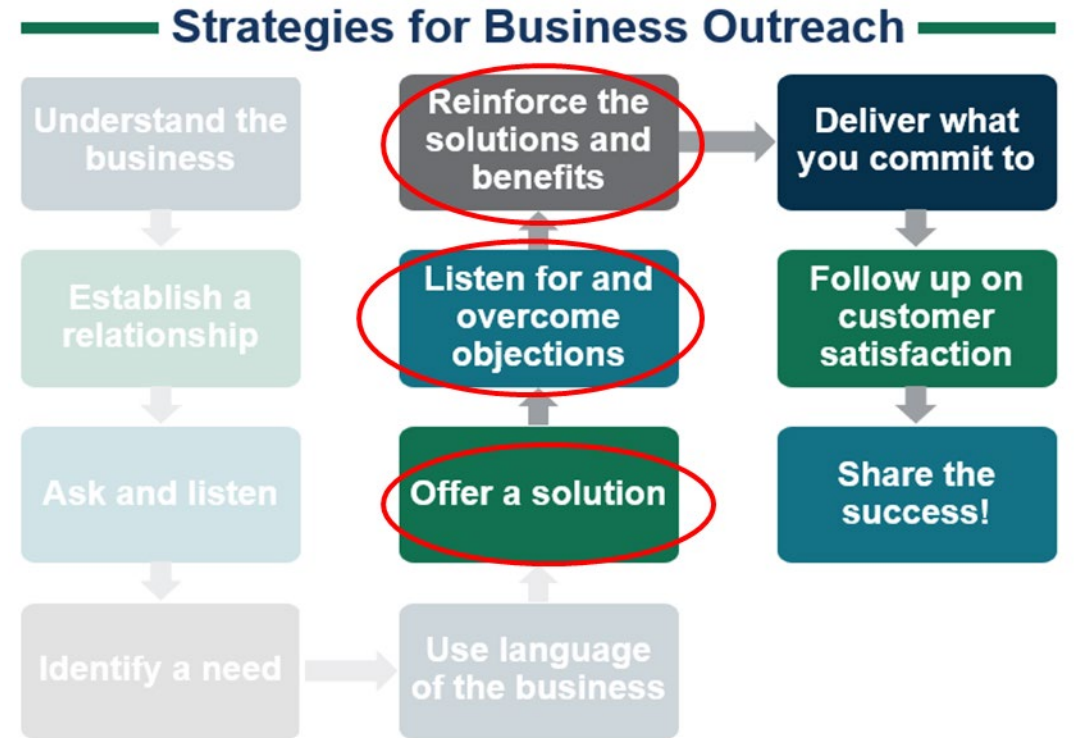 Strategies for Business Outreach
Understand the
business
Establish a
relationship
Ask and listen
Identify a need
Use language
of the business
Offer a solution
Listen for and
overcome
objections
Reinforce the
solutions and
benefits
Deliver what
you commit to
Follow up on
customer
satisfaction
Share the
success!